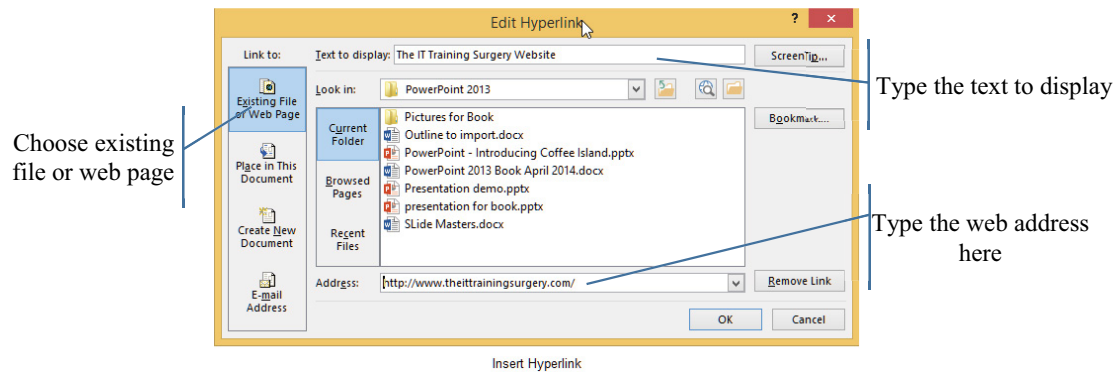 Edit Hyperlink
?
x
Link to:
Text to display: The IT Training Surgery Website
ScreenTip...
Existing File
or Web Page
Look in:
PowerPoint 2013
Current
Folder
Pictures for Book
Outline to import.docx
PowerPoint - Introducing Coffee Island.pptx
PowerPoint 2013 Book April 2014.docx
Presentation demo.pptx
presentation for book.pptx
SLide Masters.docx
Bookmark...
Place in This
Document
Browsed
Pages
Create New
Document
Recent
Files
E-mail
Address
Address: http://www.theittrainingsurgery.com/
Remove Link
OK
Cancel
Choose existing
file or web page
Type the text to display
Type the web address
here
Insert Hyperlink